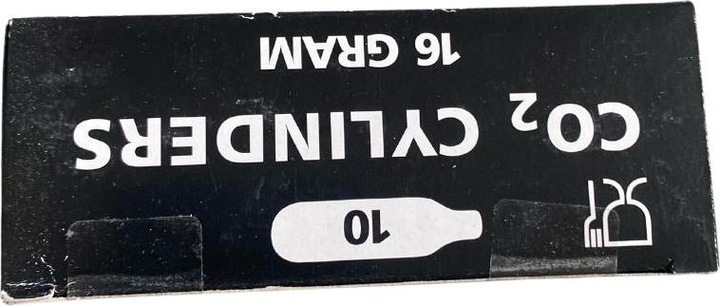 10
CO₂ CYLINDERS
16 GRAM